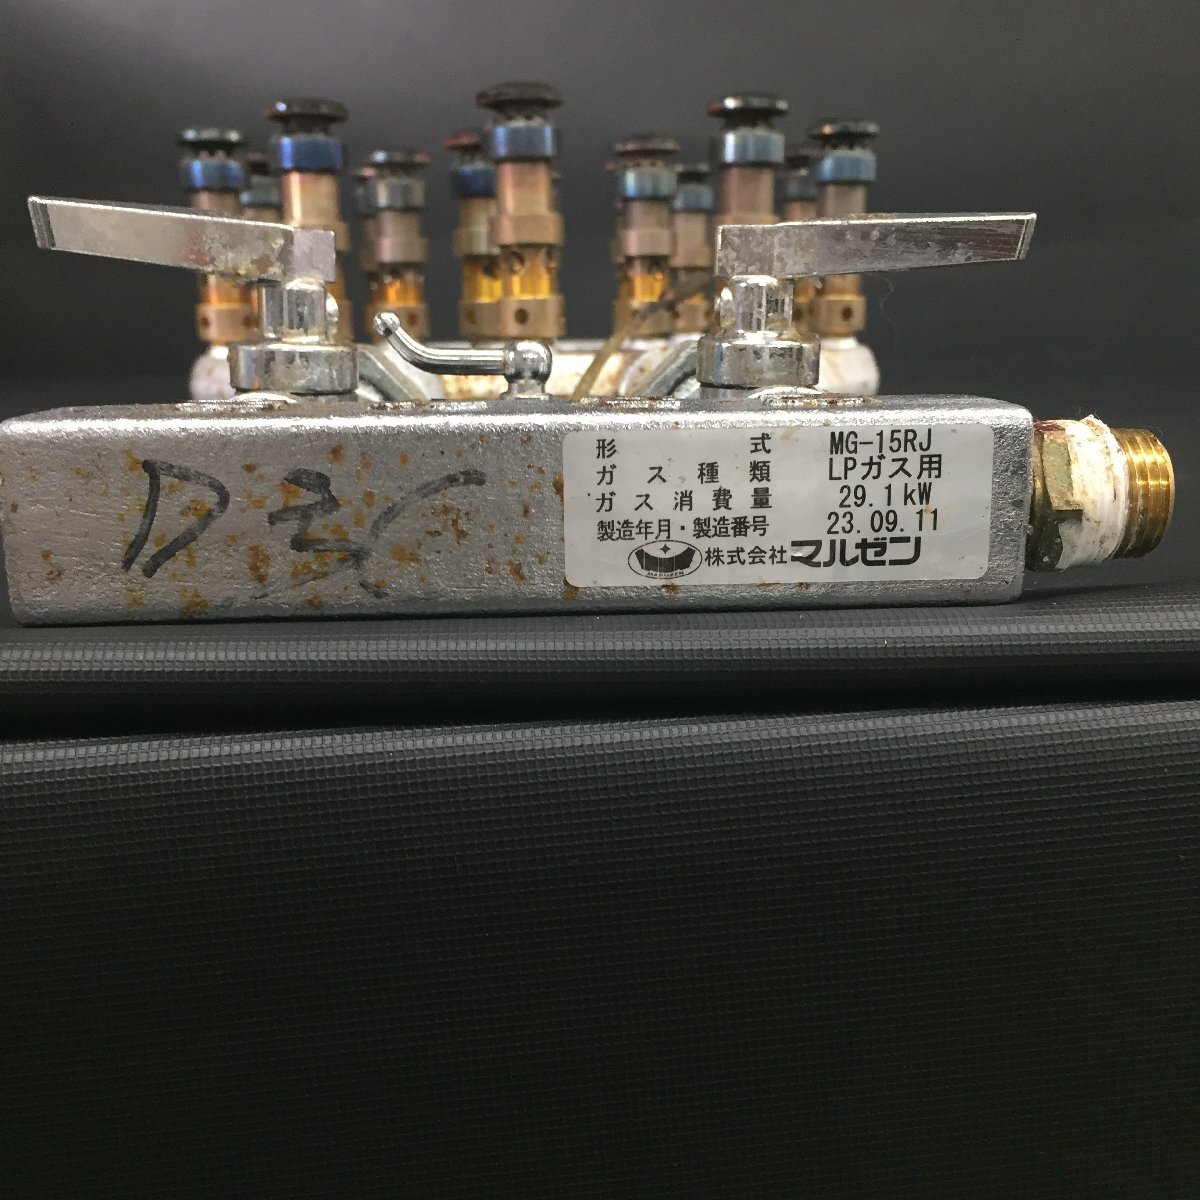 形式 MG-15RJ
ガス種類 LPガス用
ガス消費量 29.1kW
製造年月・製造番号 23.09.11
MARUZEN 株式会社マルゼン